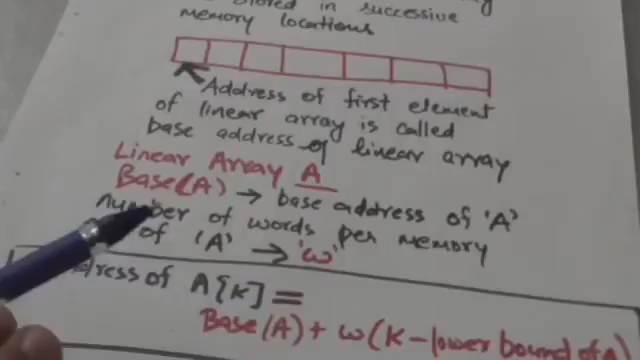 stored in successive
memory locations
Address of first element
of linear array is called
base address of linear array
Linear Array A
Base(A) → base address of 'A'
Number of words per memory
of 'A' → 'w'
Address of A[K] =
Base(A) + w(K - lower bound of A)